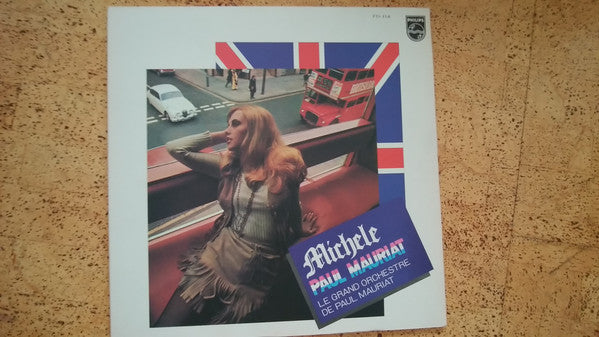 PHILIPS
Michele
PAUL MAURIAT
LE GRAND ORCHESTRE
DE PAUL MAURIAT